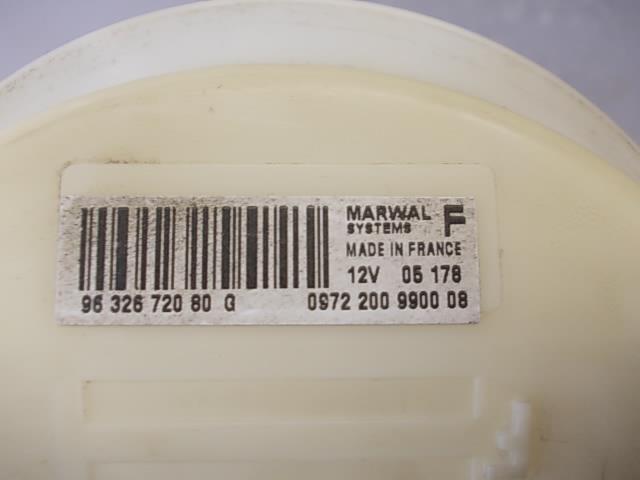 MARWAL F
SYSTEMS
MADE IN FRANCE
12V 05 178
96 326 720 80 G 0972 200 9900 08